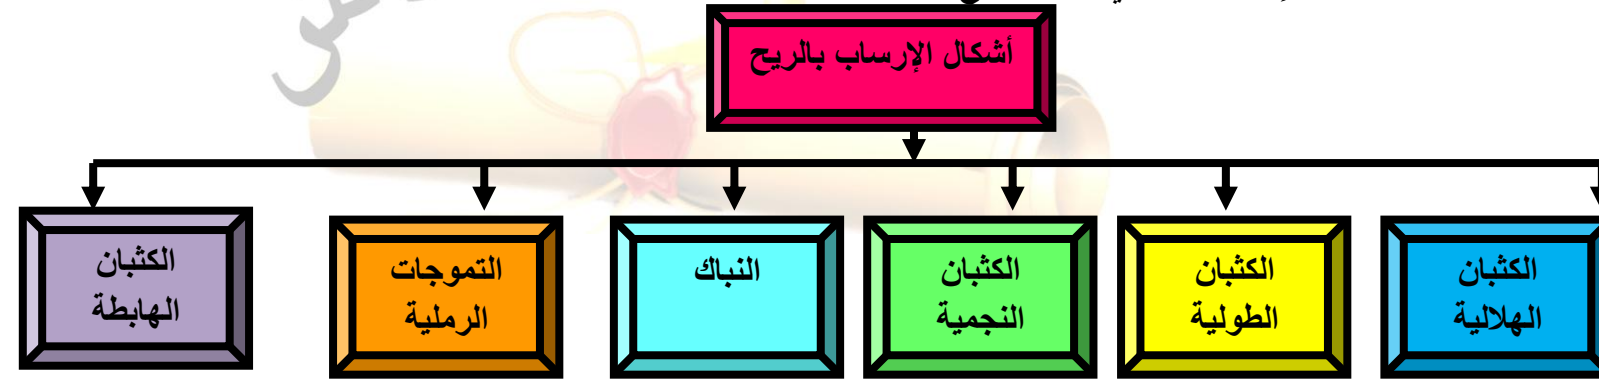 أشكال الإرساب بالريح
الكثبان
الهلالية
الكثبان
الطولية
الكثبان
النجمية
النباك
التموجات
الرملية
الكثبان
الهابطة